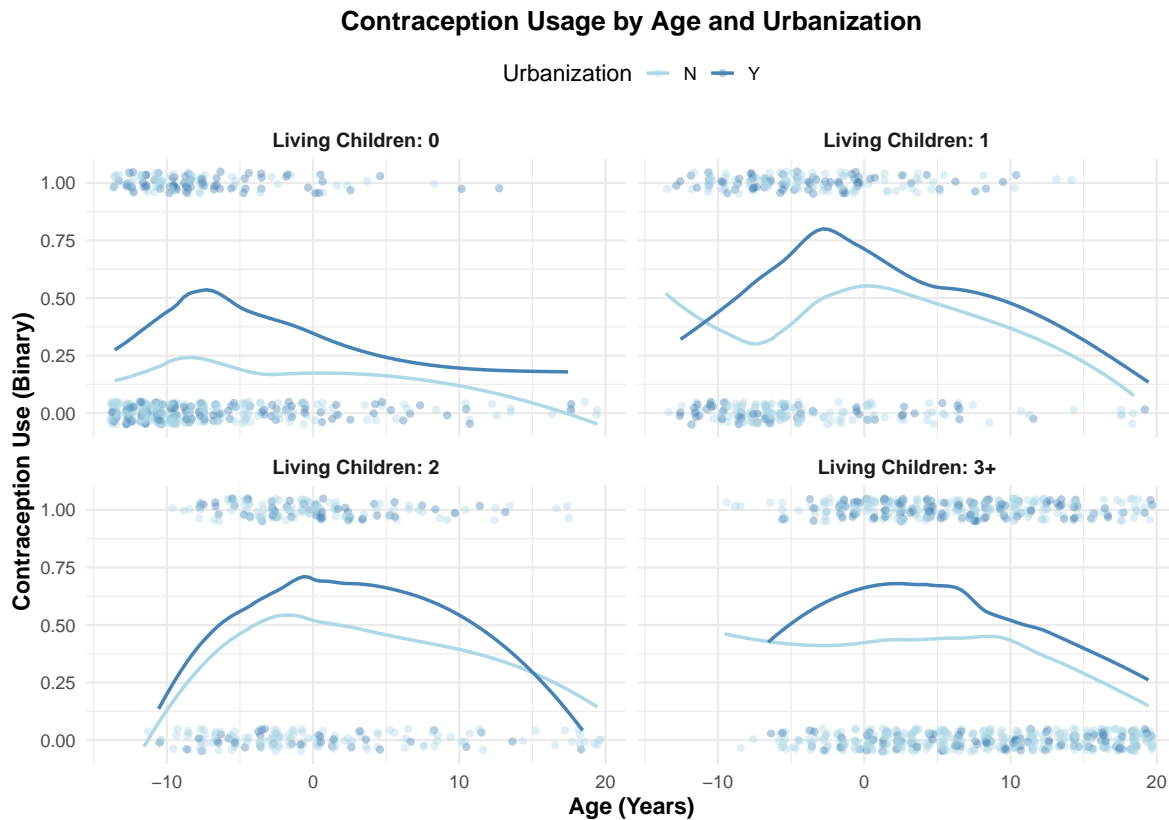 Contraception Usage by Age and Urbanization
Urbanization N Y
Living Children: 0 Living Children: 1
1.00
0.75
0.50
0.25
0.00
Living Children: 2 Living Children: 3+
1.00
0.75
0.50
0.25
0.00
−10 0 10 20 −10 0 10 20
Age (Years)
Contraception Use (Binary)